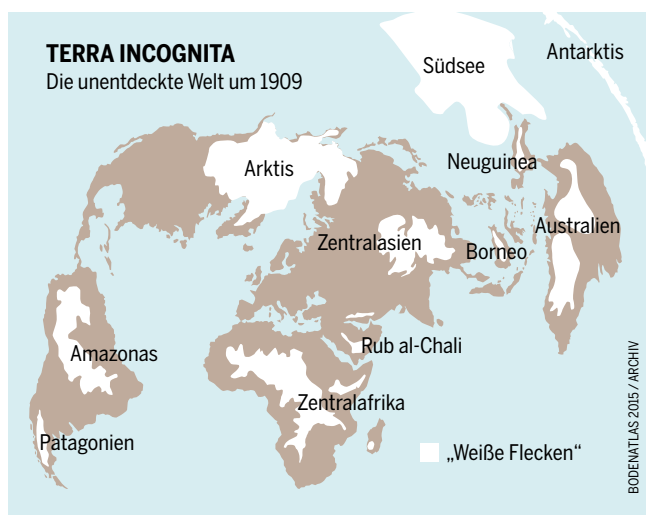 TERRA INCOGNITA
Die unentdeckte Welt um 1909
Südsee
Antarktis
Arktis
Neuguinea
Zentralasien
Borneo
Australien
Amazonas
Rub al-Chali
Zentralafrika
Patagonien
„Weiße Flecken“
BODENATLAS 2015 / ARCHIV